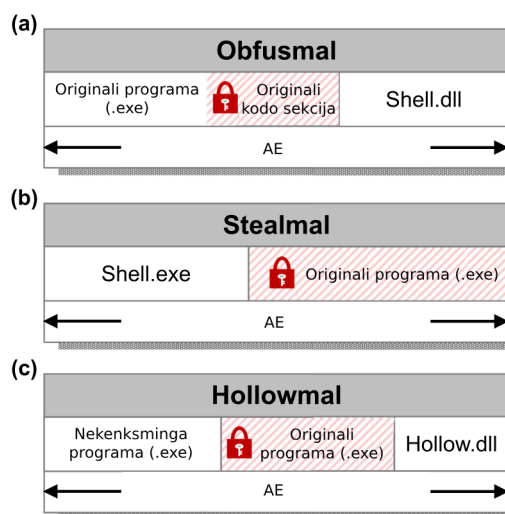 (a)
Obfusmal
Originali programa
(.exe)
Originali
kodo sekcija
Shell.dll
AE
(b)
Stealmal
Shell.exe
Originali programa (.exe)
AE
(c)
Hollowmal
Nekenksminga
programa (.exe)
Originali
programa (.exe)
Hollow.dll
AE